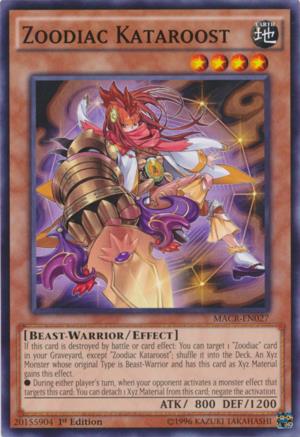 Zoodiac Kataroost
EARTH
地
MACR-EN027
[Beast-Warrior/Effect]
If this card is destroyed by battle or card effect: You can target 1 "Zoodiac" card
in your Graveyard, except "Zoodiac Kataroost"; shuffle it into the Deck. An Xyz
Monster whose original Type is Beast-Warrior and has this card as Xyz Material
gains this effect.
● During either player's turn, when your opponent activates a monster effect that
targets this card: You can detach 1 Xyz Material from this card; negate the activation.
ATK/ 800 DEF/1200
20155904 1st Edition ©1996 KAZUKI TAKAHASHI